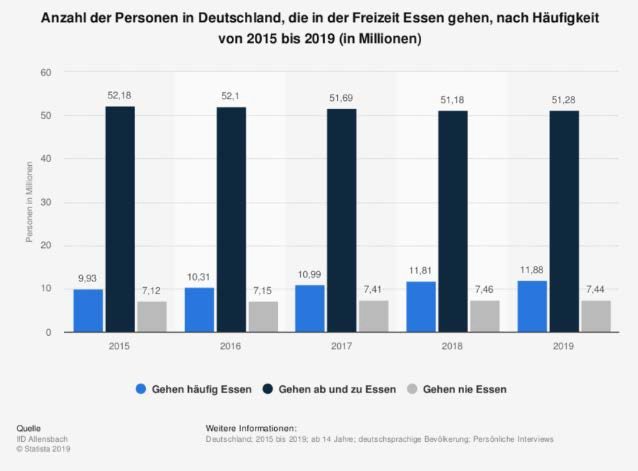 Anzahl der Personen in Deutschland, die in der Freizeit Essen gehen, nach Häufigkeit
von 2015 bis 2019 (in Millionen)
Personen in Millionen
60
50
40
30
20
10
0
9,93
52,18
7,12
10,31
52,1
7,15
10,99
51,69
7,41
11,81
51,18
7,46
11,88
51,28
7,44
2015
2016
2017
2018
2019
Gehen häufig Essen
Gehen ab und zu Essen
Gehen nie Essen
Quelle
IfD Allensbach
© Statista 2019
Weitere Informationen:
Deutschland; 2015 bis 2019; ab 14 Jahre; deutschsprachige Bevölkerung; Persönliche Interviews